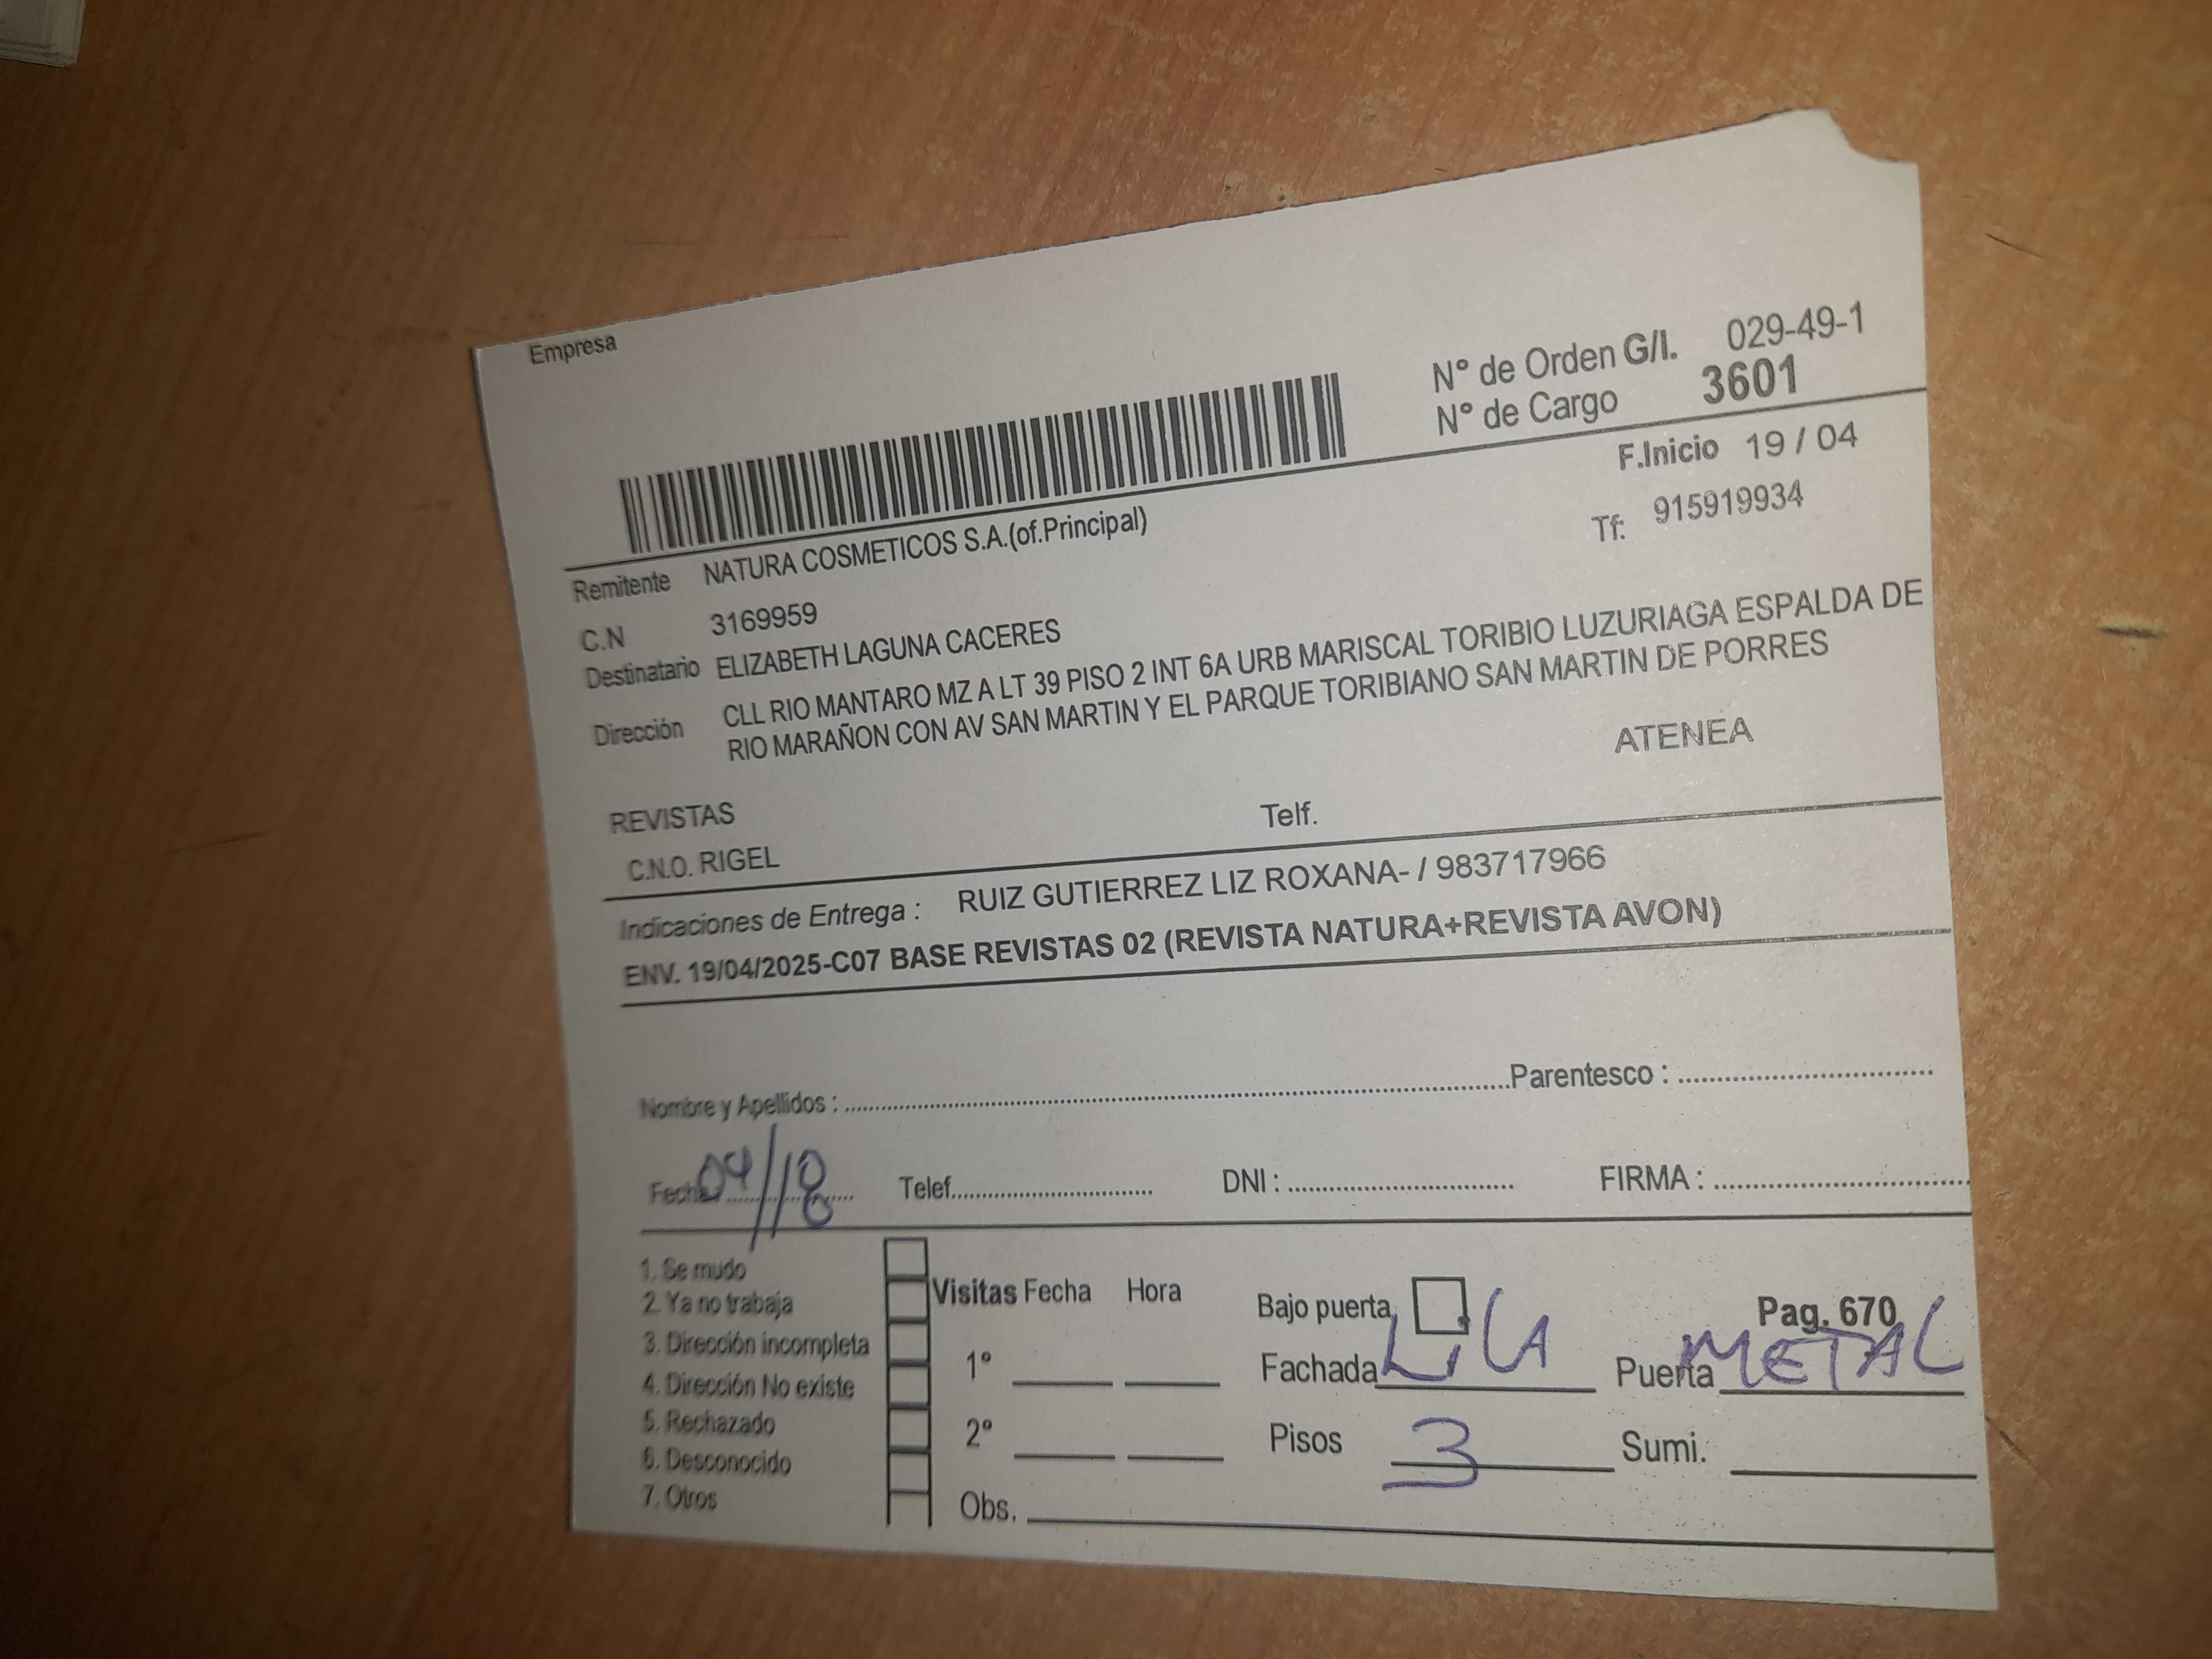 Empresa
N° de Orden G/I. 029-49-1
N° de Cargo 3601
F.Inicio 19 / 04
Remitente NATURA COSMETICOS S.A.(of.Principal)
Tf: 915919934
C.N 3169959
Destinatario ELIZABETH LAGUNA CACERES
Dirección CLL RIO MANTARO MZ A LT 39 PISO 2 INT 6A URB MARISCAL TORIBIO LUZURIAGA ESPALDA DE
RIO MARAÑON CON AV SAN MARTIN Y EL PARQUE TORIBIANO SAN MARTIN DE PORRES
ATENEA
REVISTAS Telf.
C.N.O. RIGEL
Indicaciones de Entrega : RUIZ GUTIERREZ LIZ ROXANA- / 983717966
ENV. 19/04/2025-C07 BASE REVISTAS 02 (REVISTA NATURA+REVISTA AVON)
Nombre y Apellidos : Parentesco :
Fecha 04/18 Telef. DNI : FIRMA :
1. Se mudo
2. Ya no trabaja
3. Dirección incompleta
4. Dirección No existe
5. Rechazado
6. Desconocido
7. Otros
Visitas Fecha Hora
1°
2°
Obs.
Bajo puerta Pag. 670
Fachada LILA Puerta METAL
Pisos 3 Sumi.